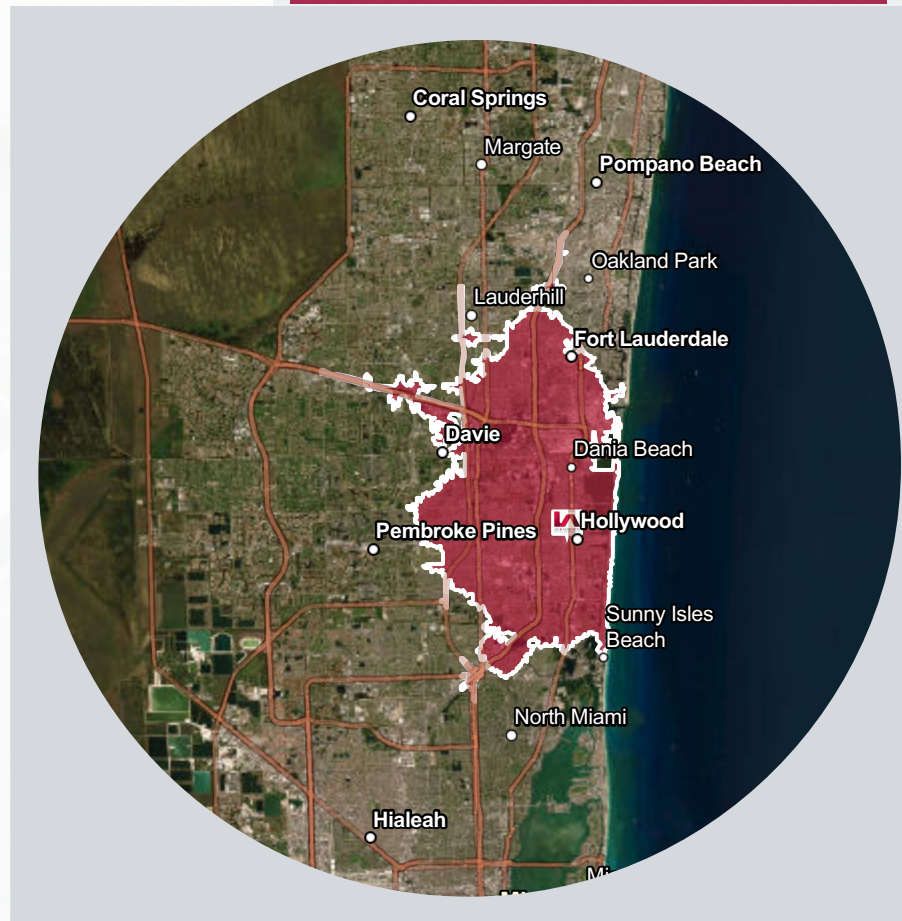 Coral Springs
Margate
Pompano Beach
Oakland Park
Lauderhill
Fort Lauderdale
Davie
Dania Beach
Hollywood
Pembroke Pines
Sunny Isles
Beach
North Miami
Hialeah